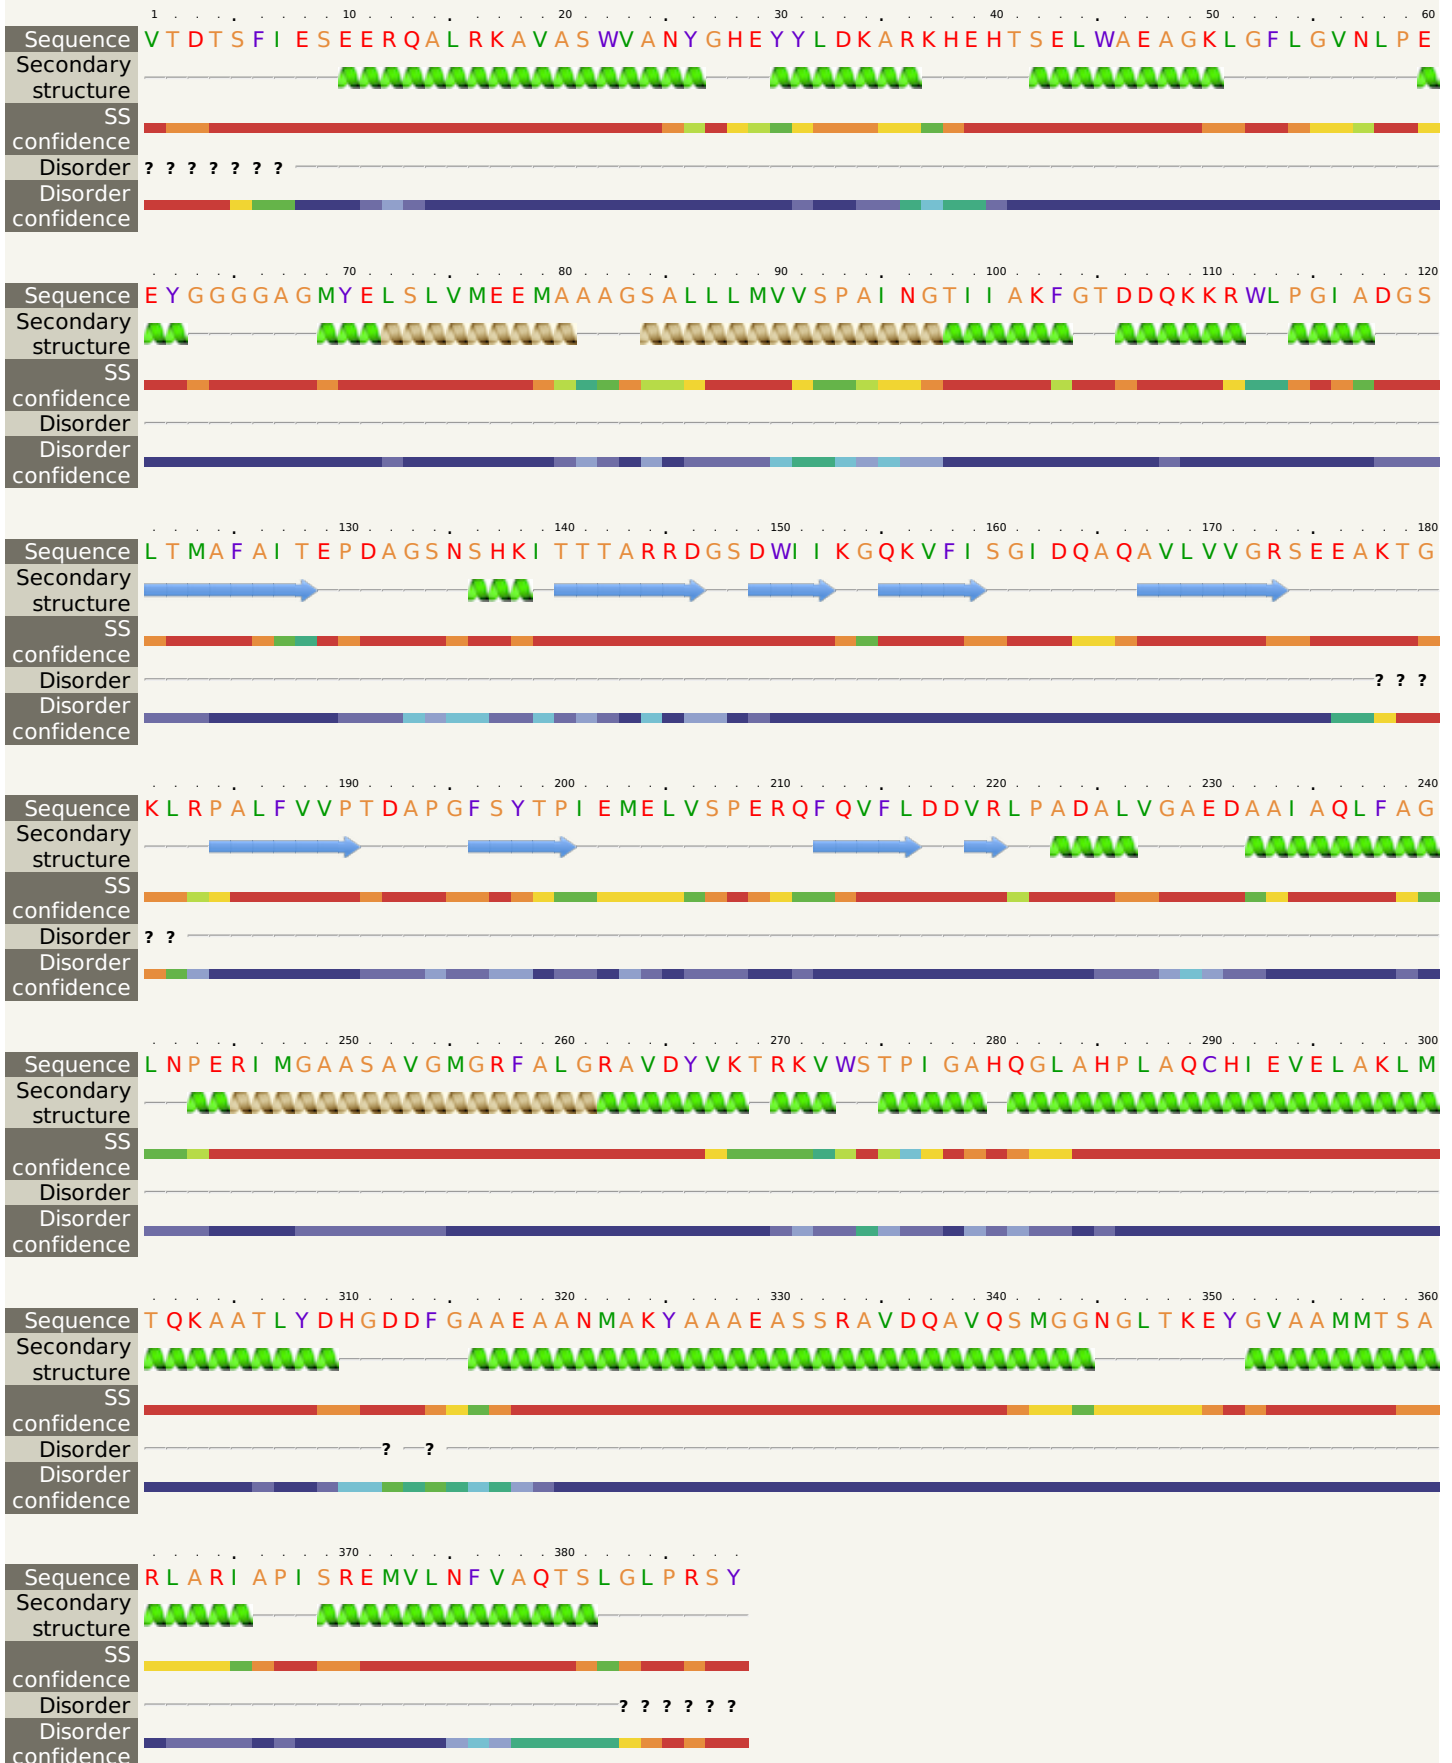 1 10 20 30 40 50 60
Sequence V T D T S F I E S E E R Q A L R K A V A S W V A N Y G H E Y Y L D K A R K H E H T S E L W A E A G K L G F L G V N L P E
Secondary
structure
SS
confidence
Disorder ? ? ? ? ? ? ?
Disorder
confidence
70 80 90 100 110 120
Sequence E Y G G G G A G M Y E L S L V M E E M A A A G S A L L L M V V S P A I N G T I I A K F G T D D Q K K R W L P G I A D G S
Secondary
structure
SS
confidence
Disorder
Disorder
confidence
130 140 150 160 170 180
Sequence L T M A F A I T E P D A G S N S H K I T T T A R R D G S D W I I K G Q K V F I S G I D Q A Q A V L V V G R S E E A K T G
Secondary
structure
SS
confidence
Disorder ? ? ?
Disorder
confidence
190 200 210 220 230 240
Sequence K L R P A L F V V P T D A P G F S Y T P I E M E L V S P E R Q F Q V F L D D V R L P A D A L V G A E D A A I A Q L F A G
Secondary
structure
SS
confidence
Disorder ? ?
Disorder
confidence
250 260 270 280 290 300
Sequence L N P E R I M G A A S A V G M G R F A L G R A V D Y V K T R K V W S T P I G A H Q G L A H P L A Q C H I E V E L A K L M
Secondary
structure
SS
confidence
Disorder
Disorder
confidence
310 320 330 340 350 360
Sequence T Q K A A T L Y D H G D D F G A A E A A N M A K Y A A A E A S S R A V D Q A V Q S M G G N G L T K E Y G V A A M M T S A
Secondary
structure
SS
confidence
Disorder ? ?
Disorder
confidence
370 380
Sequence R L A R I A P I S R E M V L N F V A Q T S L G L P R S Y
Secondary
structure
SS
confidence
Disorder ? ? ? ? ? ?
Disorder
confidence